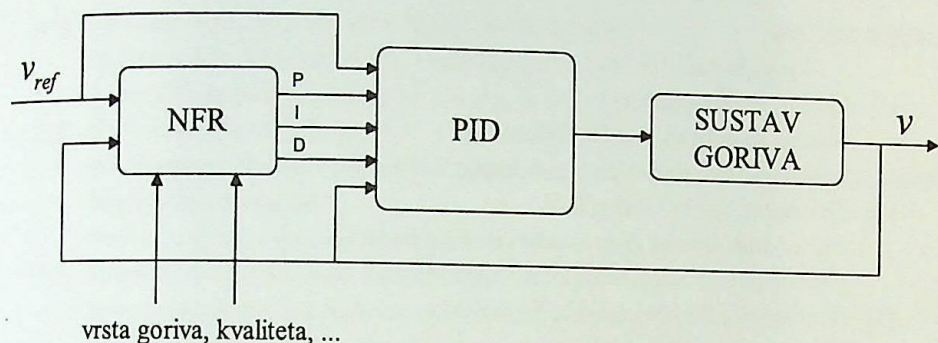 v_ref
NFR
P
I
D
PID
SUSTAV
GORIVA
v
vrsta goriva, kvaliteta, ...